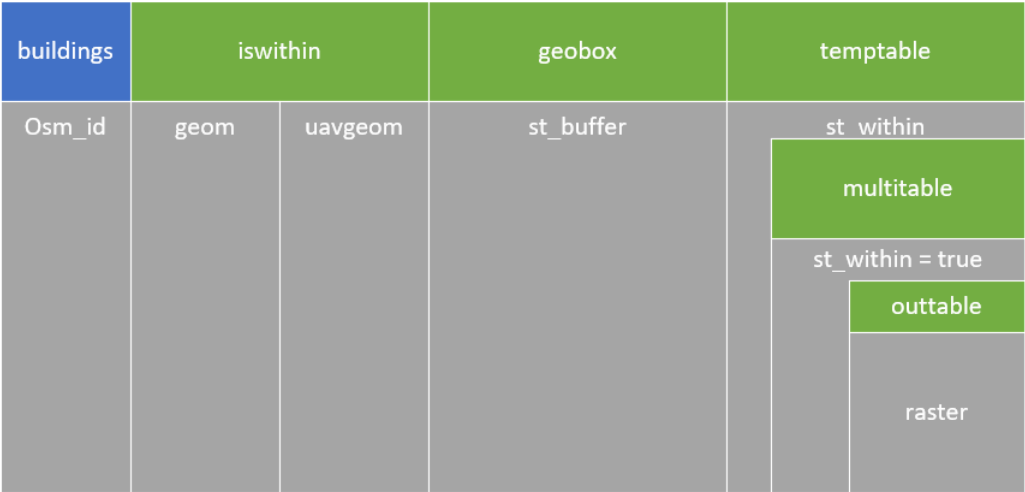 buildings iswithin geobox temptable
Osm_id geom uavgeom st_buffer st_within
multitable
st_within = true
outtable
raster